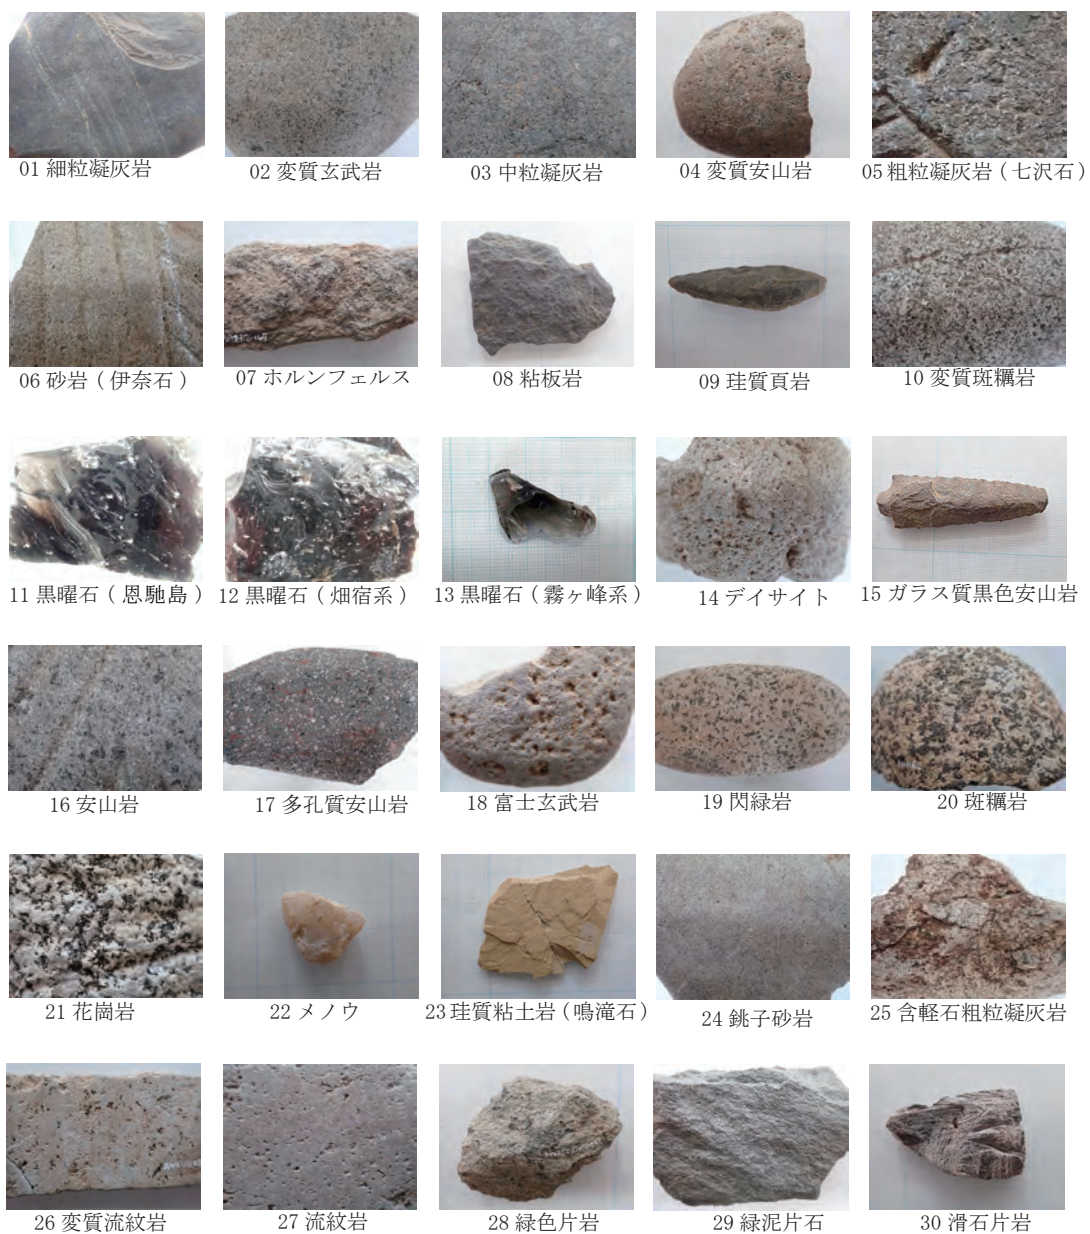 01 細粒凝灰岩
02 変質玄武岩
03 中粒凝灰岩
04 変質安山岩
05 粗粒凝灰岩 ( 七沢石 )
06 砂岩 ( 伊奈石 )
07 ホルンフェルス
08 粘板岩
09 珪質頁岩
10 変質斑糲岩
11 黒曜石 ( 恩馳島 )
12 黒曜石 ( 畑宿系 )
13 黒曜石 ( 霧ヶ峰系 )
14 デイサイト
15 ガラス質黒色安山岩
16 安山岩
17 多孔質安山岩
18 富士玄武岩
19 閃緑岩
20 斑糲岩
21 花崗岩
22 メノウ
23 珪質粘土岩 ( 鳴滝石 )
24 銚子砂岩
25 含軽石粗粒凝灰岩
26 変質流紋岩
27 流紋岩
28 緑色片岩
29 緑泥片石
30 滑石片岩